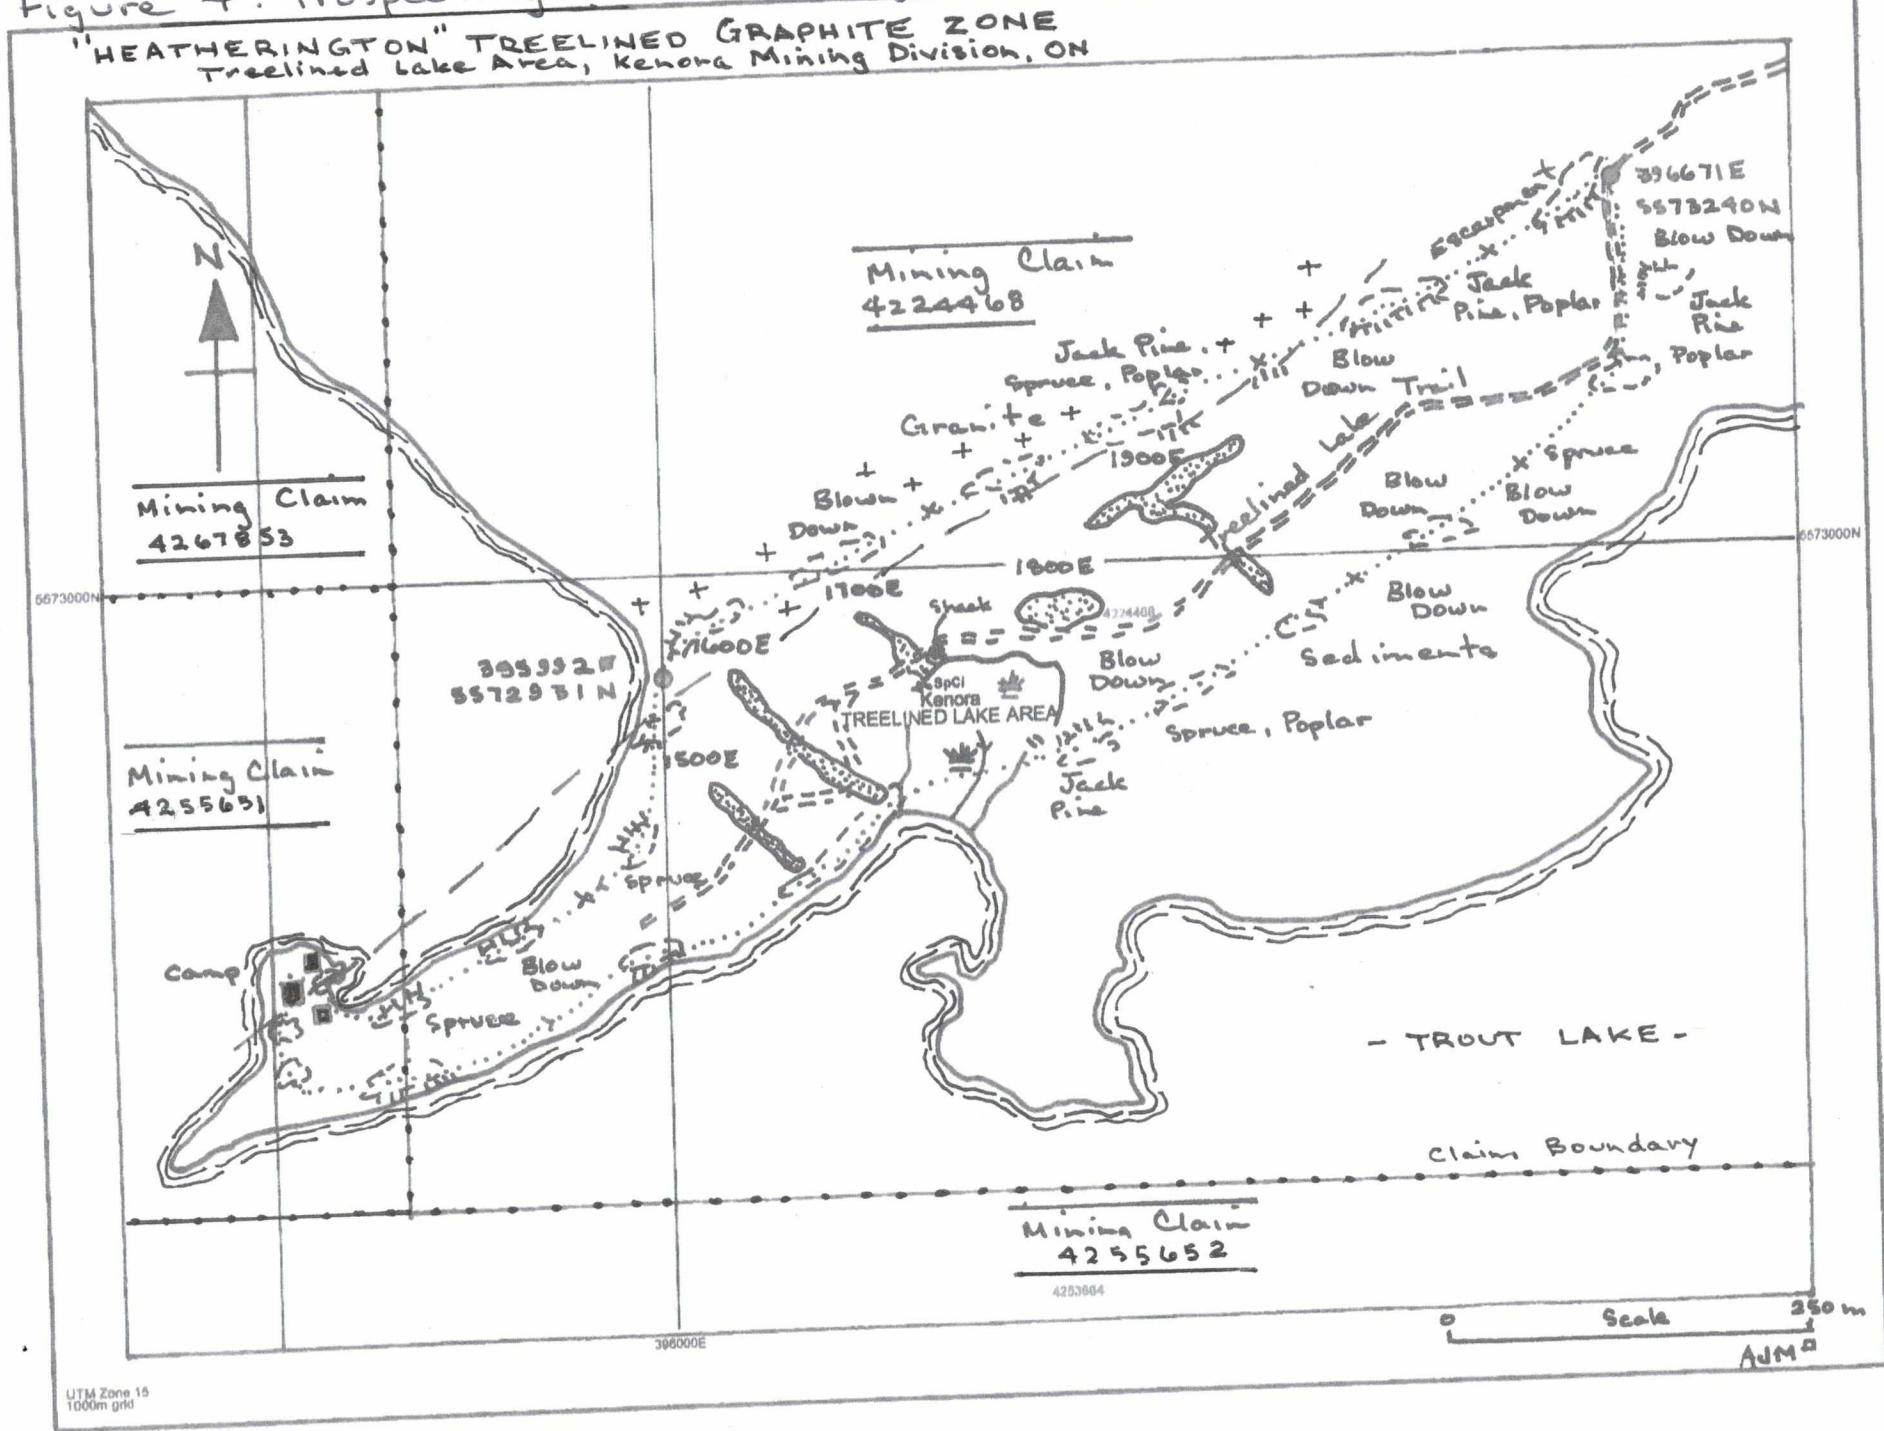 "HEATHERINGTON" TREELINED GRAPHITE ZONE
Treelined Lake Area, Kenora Mining Division, ON
N
Mining Claim
4224468
Escarpment
396671E
5573240N
Blow Down
Jack
Pine
Poplar
Jack
Pine, Poplar
Jack Pine,
Spruce, Poplar
Blow
Down
Treelined Lake Trail
Granite
1900E
Blown
Down
Mining Claim
4267853
Spruce
Blow
Down
Blow
Down
5573000N
5573000N
1800E
1700E
Shack
4224468
Blow
Down
Sediments
1600E
395992E
5572931N
Blow
Down
SpCl
Kenora
TREELINED LAKE AREA
Spruce, Poplar
1500E
Mining Claim
4255651
Jack
Pine
Spruce
Camp
Blow
Down
Spruce
- TROUT LAKE -
Claim Boundary
Mining Claim
4255652
4253664
0 Scale 250 m
AJM
396000E
UTM Zone 15
1000m grid